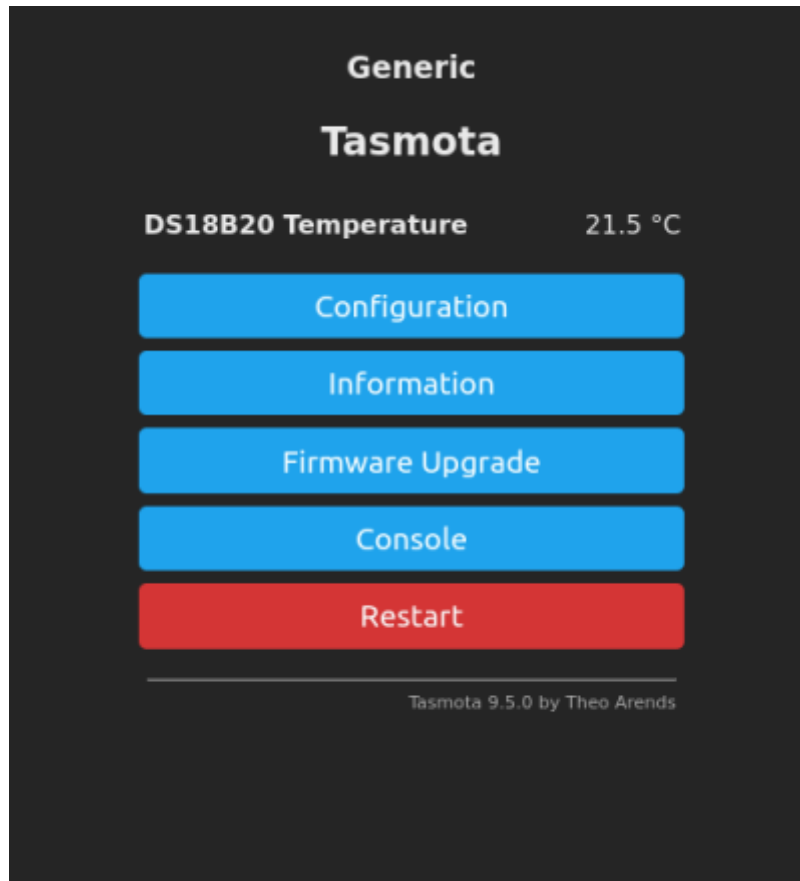 Generic
Tasmota
DS18B20 Temperature 21.5 °C
Configuration
Information
Firmware Upgrade
Console
Restart
Tasmota 9.5.0 by Theo Arends